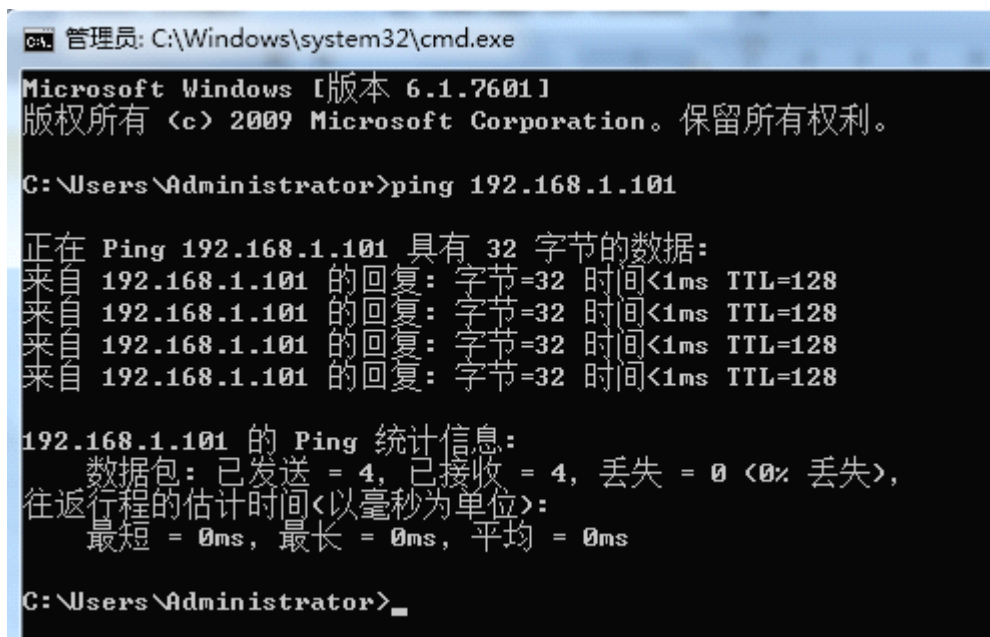 管理员: C:\Windows\system32\cmd.exe
Microsoft Windows [版本 6.1.7601]
版权所有 (c) 2009 Microsoft Corporation。保留所有权利。
C:\Users\Administrator>ping 192.168.1.101
正在 Ping 192.168.1.101 具有 32 字节的数据:
来自 192.168.1.101 的回复: 字节=32 时间<1ms TTL=128
来自 192.168.1.101 的回复: 字节=32 时间<1ms TTL=128
来自 192.168.1.101 的回复: 字节=32 时间<1ms TTL=128
来自 192.168.1.101 的回复: 字节=32 时间<1ms TTL=128
192.168.1.101 的 Ping 统计信息:
数据包: 已发送 = 4, 已接收 = 4, 丢失 = 0 (0% 丢失),
往返行程的估计时间(以毫秒为单位):
最短 = 0ms, 最长 = 0ms, 平均 = 0ms
C:\Users\Administrator>_